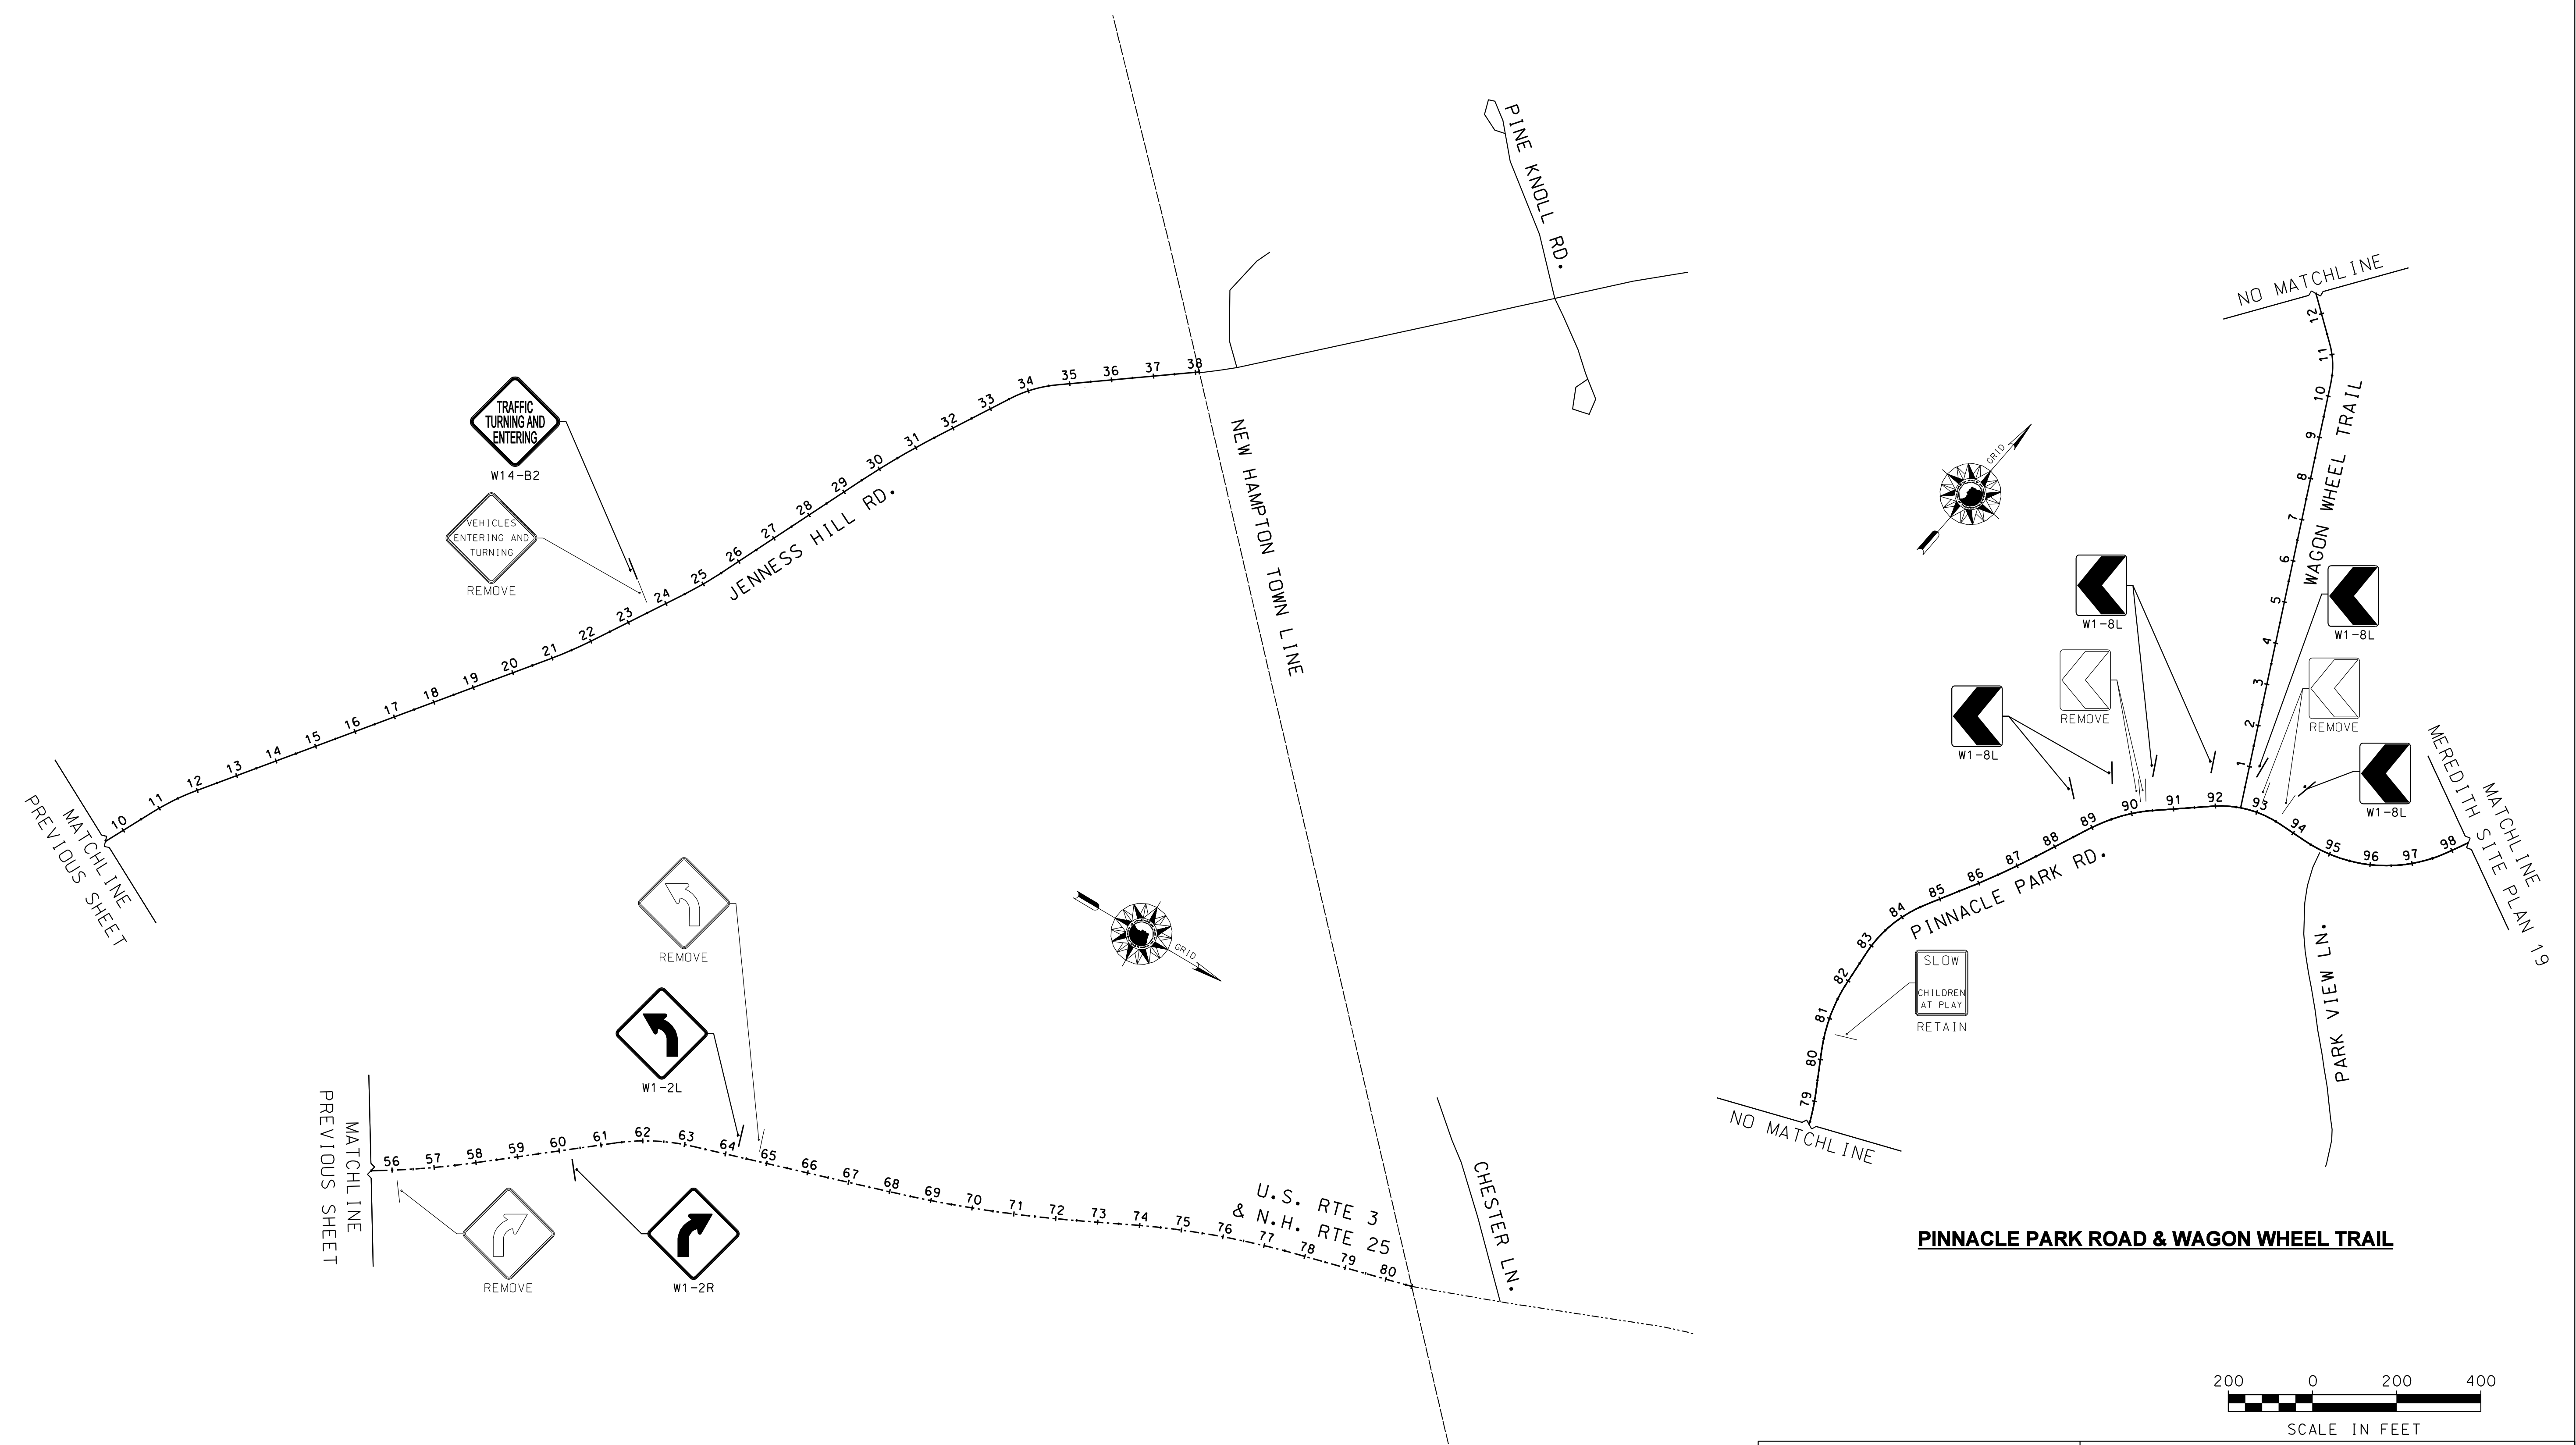 PINE KNOLL RD.
38
37
36
35
34
33
32
31
30
29
28
27
26
25
24
23
22
21
20
19
18
17
16
15
14
13
12
11
10
JENNESS HILL RD.
TRAFFIC
TURNING AND
ENTERING
W14-B2
VEHICLES
ENTERING AND
TURNING
REMOVE
MATCHLINE
PREVIOUS SHEET
NEW HAMPTON TOWN LINE
GRID
REMOVE
W1-2L
MATCHLINE
PREVIOUS SHEET
56
57
58
59
60
61
62
63
64
65
66
67
68
69
70
71
72
73
74
75
76
77
78
79
80
REMOVE
W1-2R
U.S. RTE 3
& N.H. RTE 25
CHESTER LN.
NO MATCHLINE
12
11
10
9
8
7
6
5
4
3
2
1
WAGON WHEEL TRAIL
GRID
W1-8L
W1-8L
REMOVE
W1-8L
REMOVE
W1-8L
MATCHLINE
MEREDITH SITE PLAN 19
79
80
81
82
83
84
85
86
87
88
89
90
91
92
93
94
95
96
97
98
PINNACLE PARK RD.
SLOW
CHILDREN
AT PLAY
RETAIN
PARK VIEW LN.
NO MATCHLINE
PINNACLE PARK ROAD & WAGON WHEEL TRAIL
200 0 200 400
SCALE IN FEET